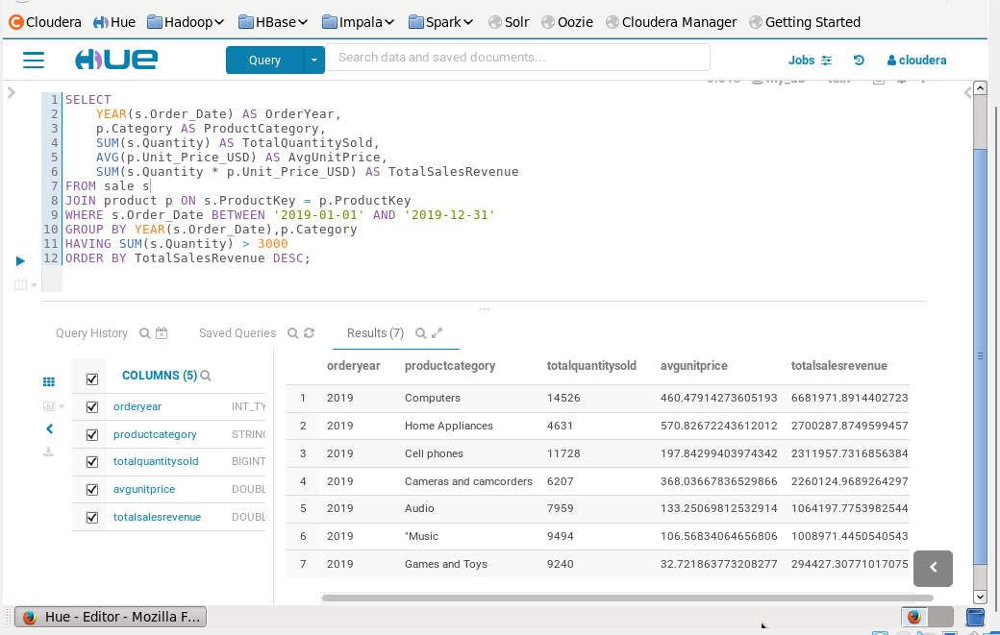 Cloudera Hue Hadoop HBase Impala Spark Solr Oozie Cloudera Manager Getting Started
HUE Query Search data and saved documents... Jobs cloudera
1 SELECT
2 YEAR(s.Order_Date) AS OrderYear,
3 p.Category AS ProductCategory,
4 SUM(s.Quantity) AS TotalQuantitySold,
5 AVG(p.Unit_Price_USD) AS AvgUnitPrice,
6 SUM(s.Quantity * p.Unit_Price_USD) AS TotalSalesRevenue
7 FROM sale s
8 JOIN product p ON s.ProductKey = p.ProductKey
9 WHERE s.Order_Date BETWEEN '2019-01-01' AND '2019-12-31'
10 GROUP BY YEAR(s.Order_Date),p.Category
11 HAVING SUM(s.Quantity) > 3000
12 ORDER BY TotalSalesRevenue DESC;
Query History Saved Queries Results (7)
COLUMNS (5)
orderyear INT_TY
productcategory STRING
totalquantitysold BIGINT
avgunitprice DOUBL
totalsalesrevenue DOUBL
orderyear productcategory totalquantitysold avgunitprice totalsalesrevenue
1 2019 Computers 14526 460.47914273605193 6681971.8914402723
2 2019 Home Appliances 4631 570.82672243612012 2700287.8749599457
3 2019 Cell phones 11728 197.84299403974342 2311957.7316856384
4 2019 Cameras and camcorders 6207 368.03667836529866 2260124.9689264297
5 2019 Audio 7959 133.25069812532914 1064197.7753982544
6 2019 "Music 9494 106.56834064656806 1008971.4450540543
7 2019 Games and Toys 9240 32.721863773208277 294427.30771017075
Hue - Editor - Mozilla F...